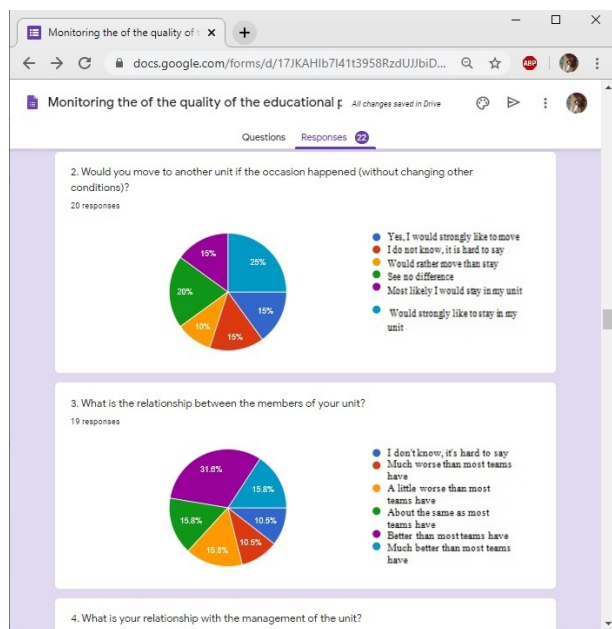 Monitoring the of the quality of t
docs.google.com/forms/d/17JKAHIb7l41t3958RzdUJJbiD...
ABP
Monitoring the of the quality of the educational p All changes saved in Drive
Questions Responses 22
2. Would you move to another unit if the occasion happened (without changing other
conditions)?
20 responses
Yes, I would strongly like to move
I do not know, it is hard to say
Would rather move than stay
See no difference
Most likely I would stay in my unit
Would strongly like to stay in my
unit
15%
25%
20%
15%
10%
15%
3. What is the relationship between the members of your unit?
19 responses
I don't know, it's hard to say
Much worse than most teams
have
A little worse than most
teams have
About the same as most
teams have
Better than most teams have
Much better than most teams
have
31.6%
15.8%
15.8%
10.5%
10.5%
15.8%
4. What is your relationship with the management of the unit?